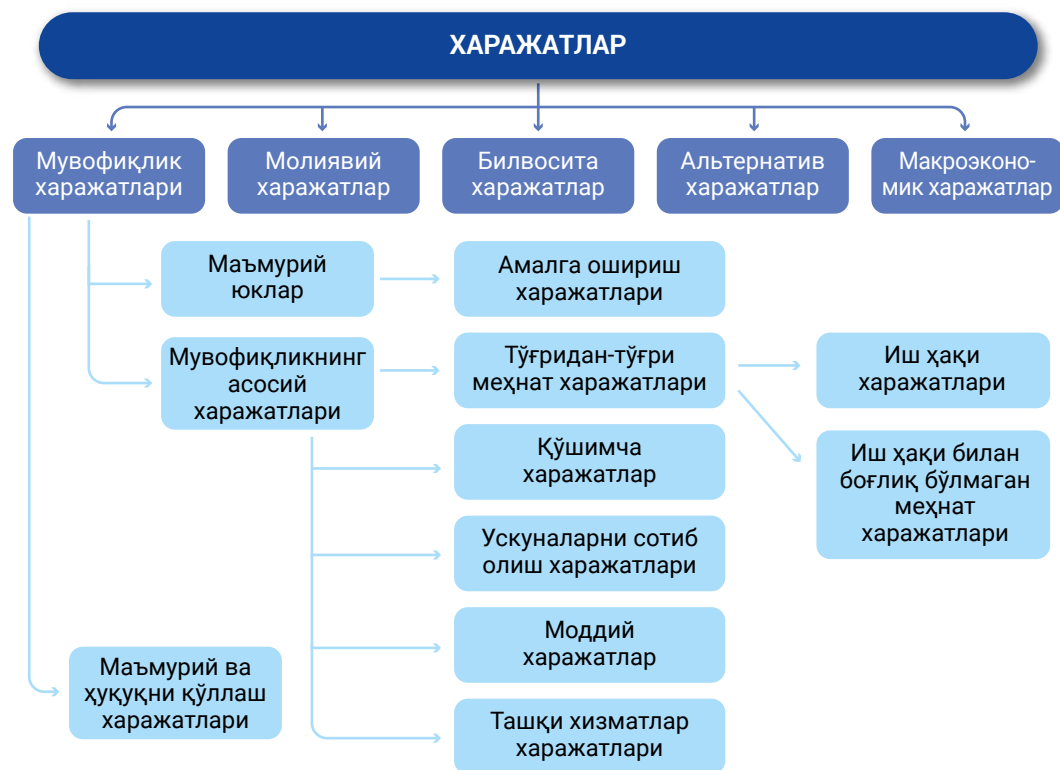 ХАРАЖАТЛАР
Мувофиқлик
харажатлари
Молиявий
харажатлар
Билвосита
харажатлар
Альтернатив
харажатлар
Макроэконо-
мик харажатлар
Маъмурий
юклар
Амалга ошириш
харажатлари
Мувофиқликнинг
асосий
харажатлари
Тўғридан-тўғри
меҳнат харажатлари
Иш ҳақи
харажатлари
Қўшимча
харажатлар
Иш ҳақи билан
боғлиқ бўлмаган
меҳнат
харажатлари
Ускуналарни сотиб
олиш харажатлари
Моддий
харажатлар
Маъмурий ва
ҳуқуқни қўллаш
харажатлари
Ташқи хизматлар
харажатлари